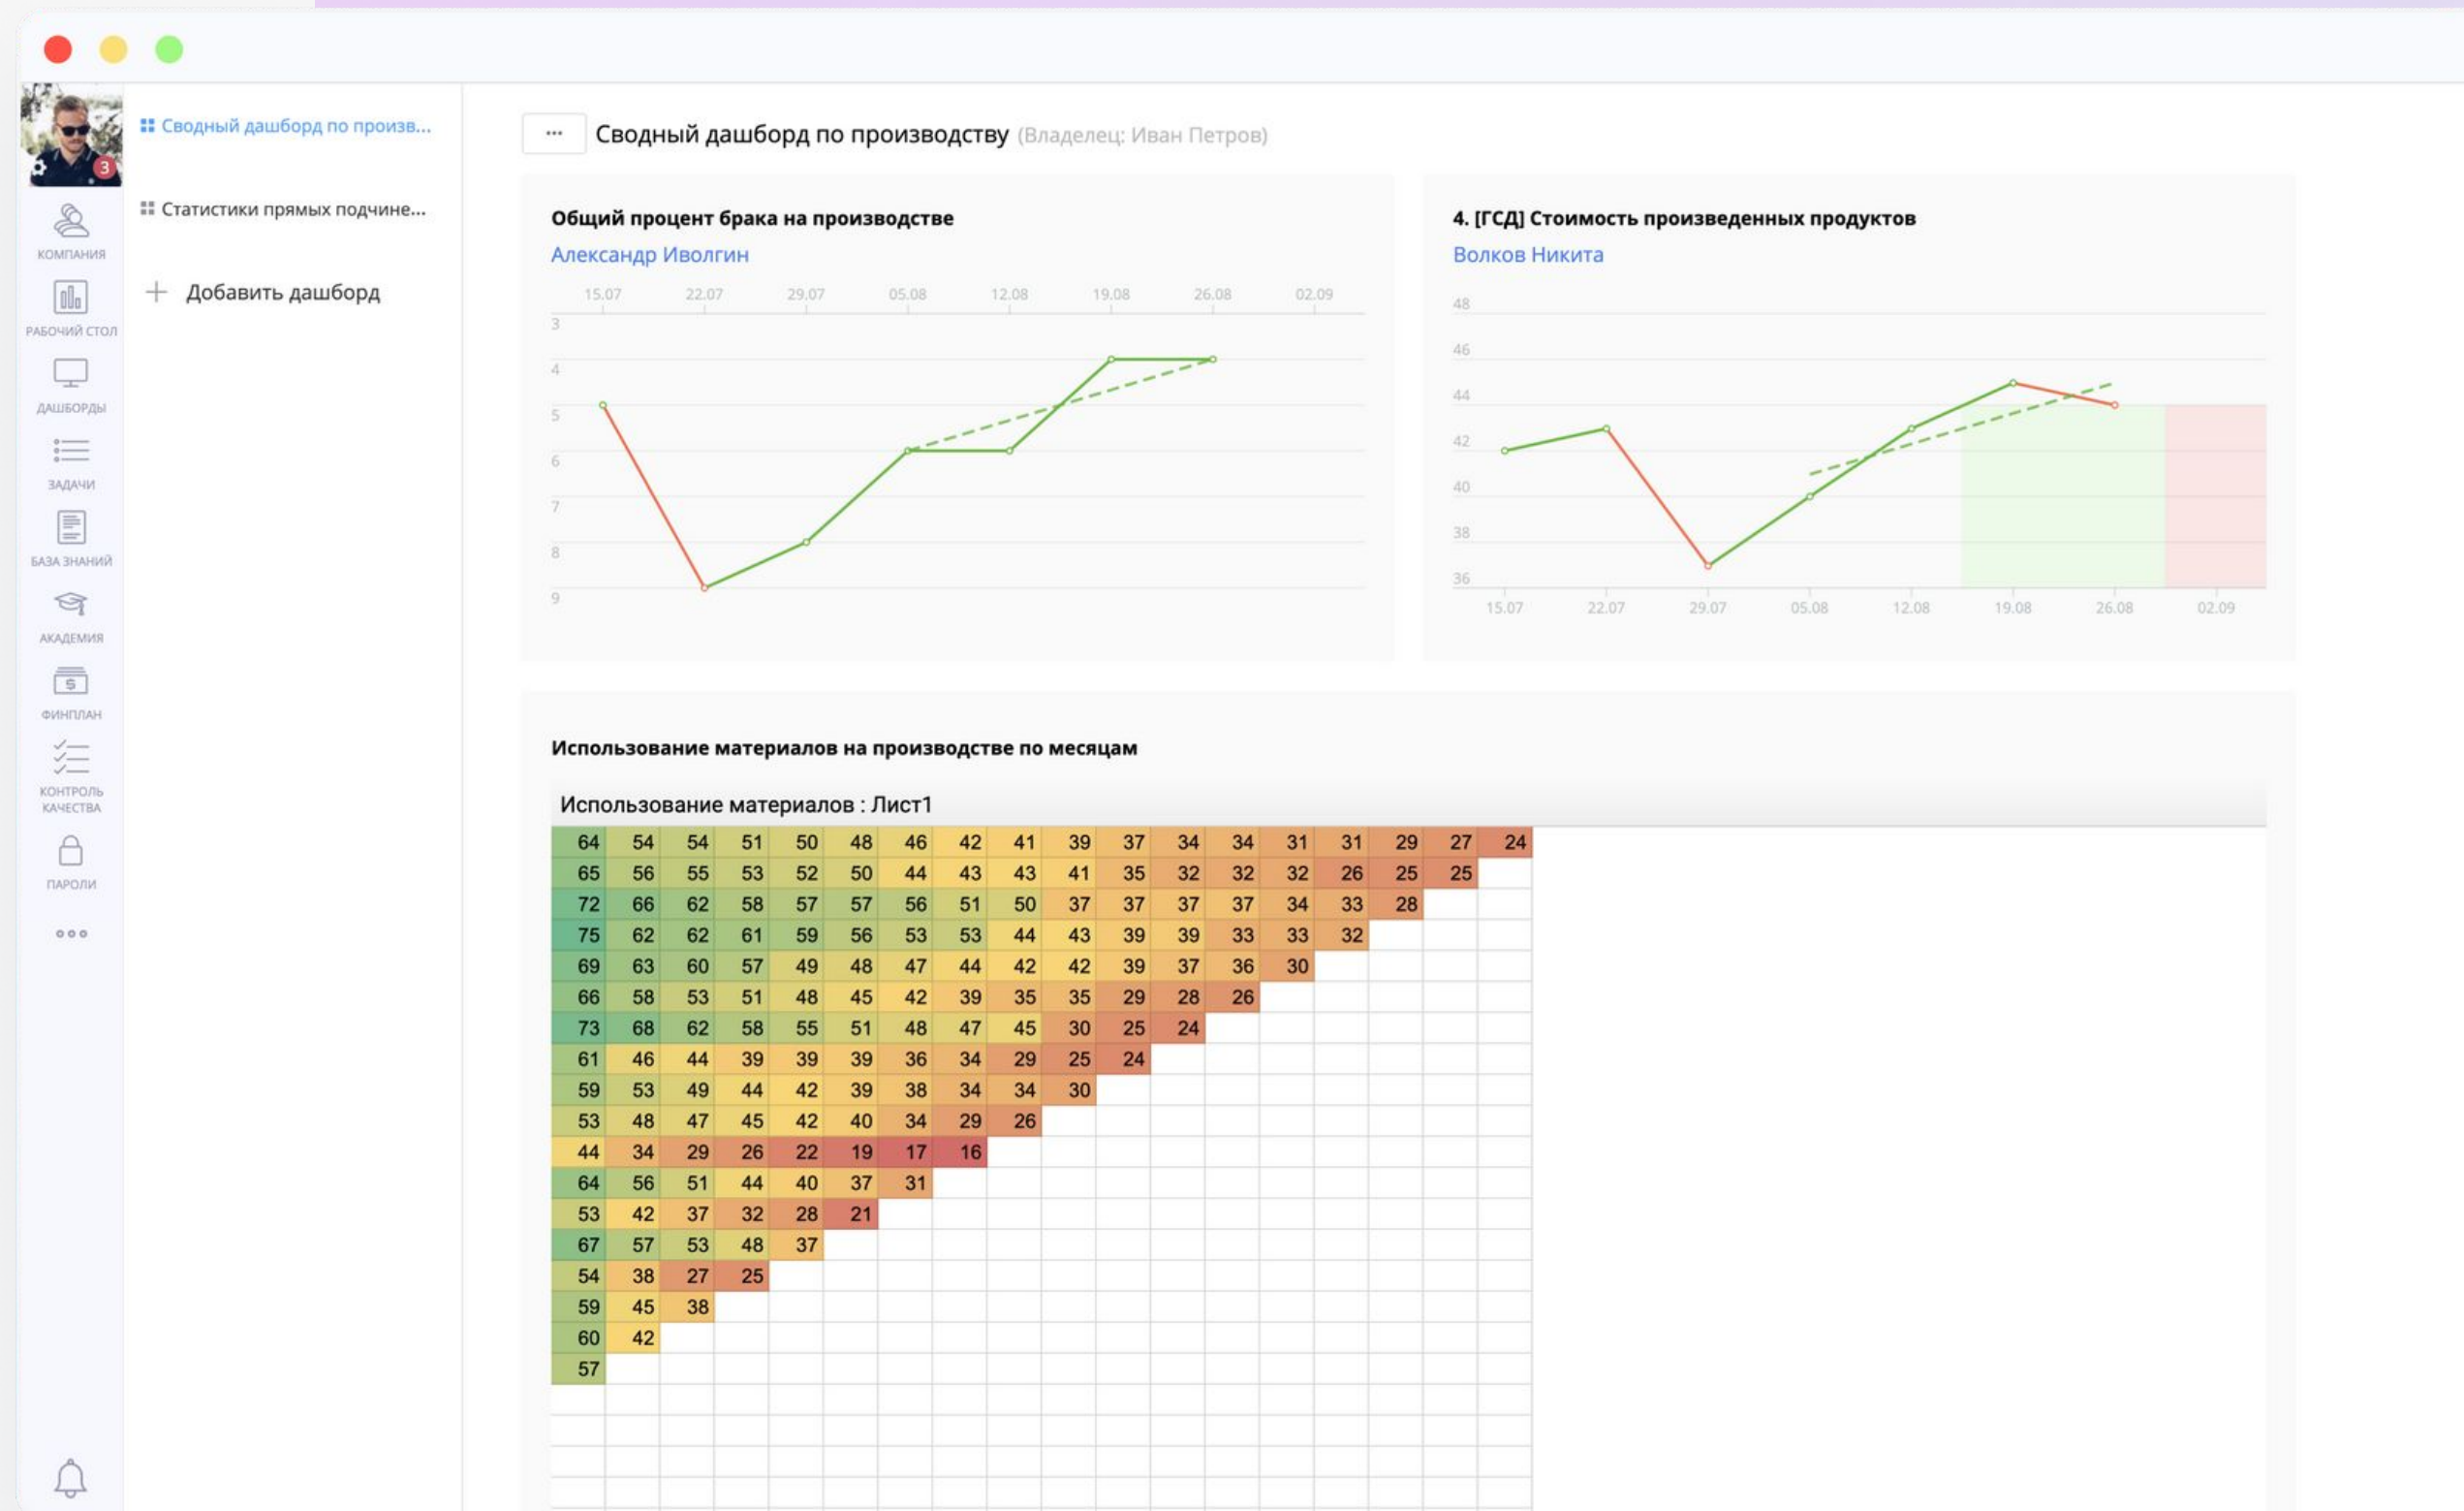 3
КОМПАНИЯ
РАБОЧИЙ СТОЛ
ДАШБОРДЫ
ЗАДАЧИ
БАЗА ЗНАНИЙ
АКАДЕМИЯ
$
ФИНПЛАН
КОНТРОЛЬ
КАЧЕСТВА
ПАРОЛИ
Сводный дашборд по произв...
Статистики прямых подчине...
Добавить дашборд
... Сводный дашборд по производству (Владелец: Иван Петров)
Общий процент брака на производстве
Александр Иволгин
15.07 22.07 29.07 05.08 12.08 19.08 26.08 02.09
3
4
5
6
7
8
9
4. [ГСД] Стоимость произведенных продуктов
Волков Никита
48
46
44
42
40
38
36
15.07 22.07 29.07 05.08 12.08 19.08 26.08 02.09
Использование материалов на производстве по месяцам
Использование материалов : Лист1
64 54 54 51 50 48 46 42 41 39 37 34 34 31 31 29 27 24
65 56 55 53 52 50 44 43 43 41 35 32 32 32 26 25 25
72 66 62 58 57 57 56 51 50 37 37 37 37 34 33 28
75 62 62 61 59 56 53 53 44 43 39 39 33 33 32
69 63 60 57 49 48 47 44 42 42 39 37 36 30
66 58 53 51 48 45 42 39 35 35 29 28 26
73 68 62 58 55 51 48 47 45 30 25 24
61 46 44 39 39 39 36 34 29 25 24
59 53 49 44 42 39 38 34 34 30
53 48 47 45 42 40 34 29 26
44 34 29 26 22 19 17 16
64 56 51 44 40 37 31
53 42 37 32 28 21
67 57 53 48 37
54 38 27 25
59 45 38
60 42
57